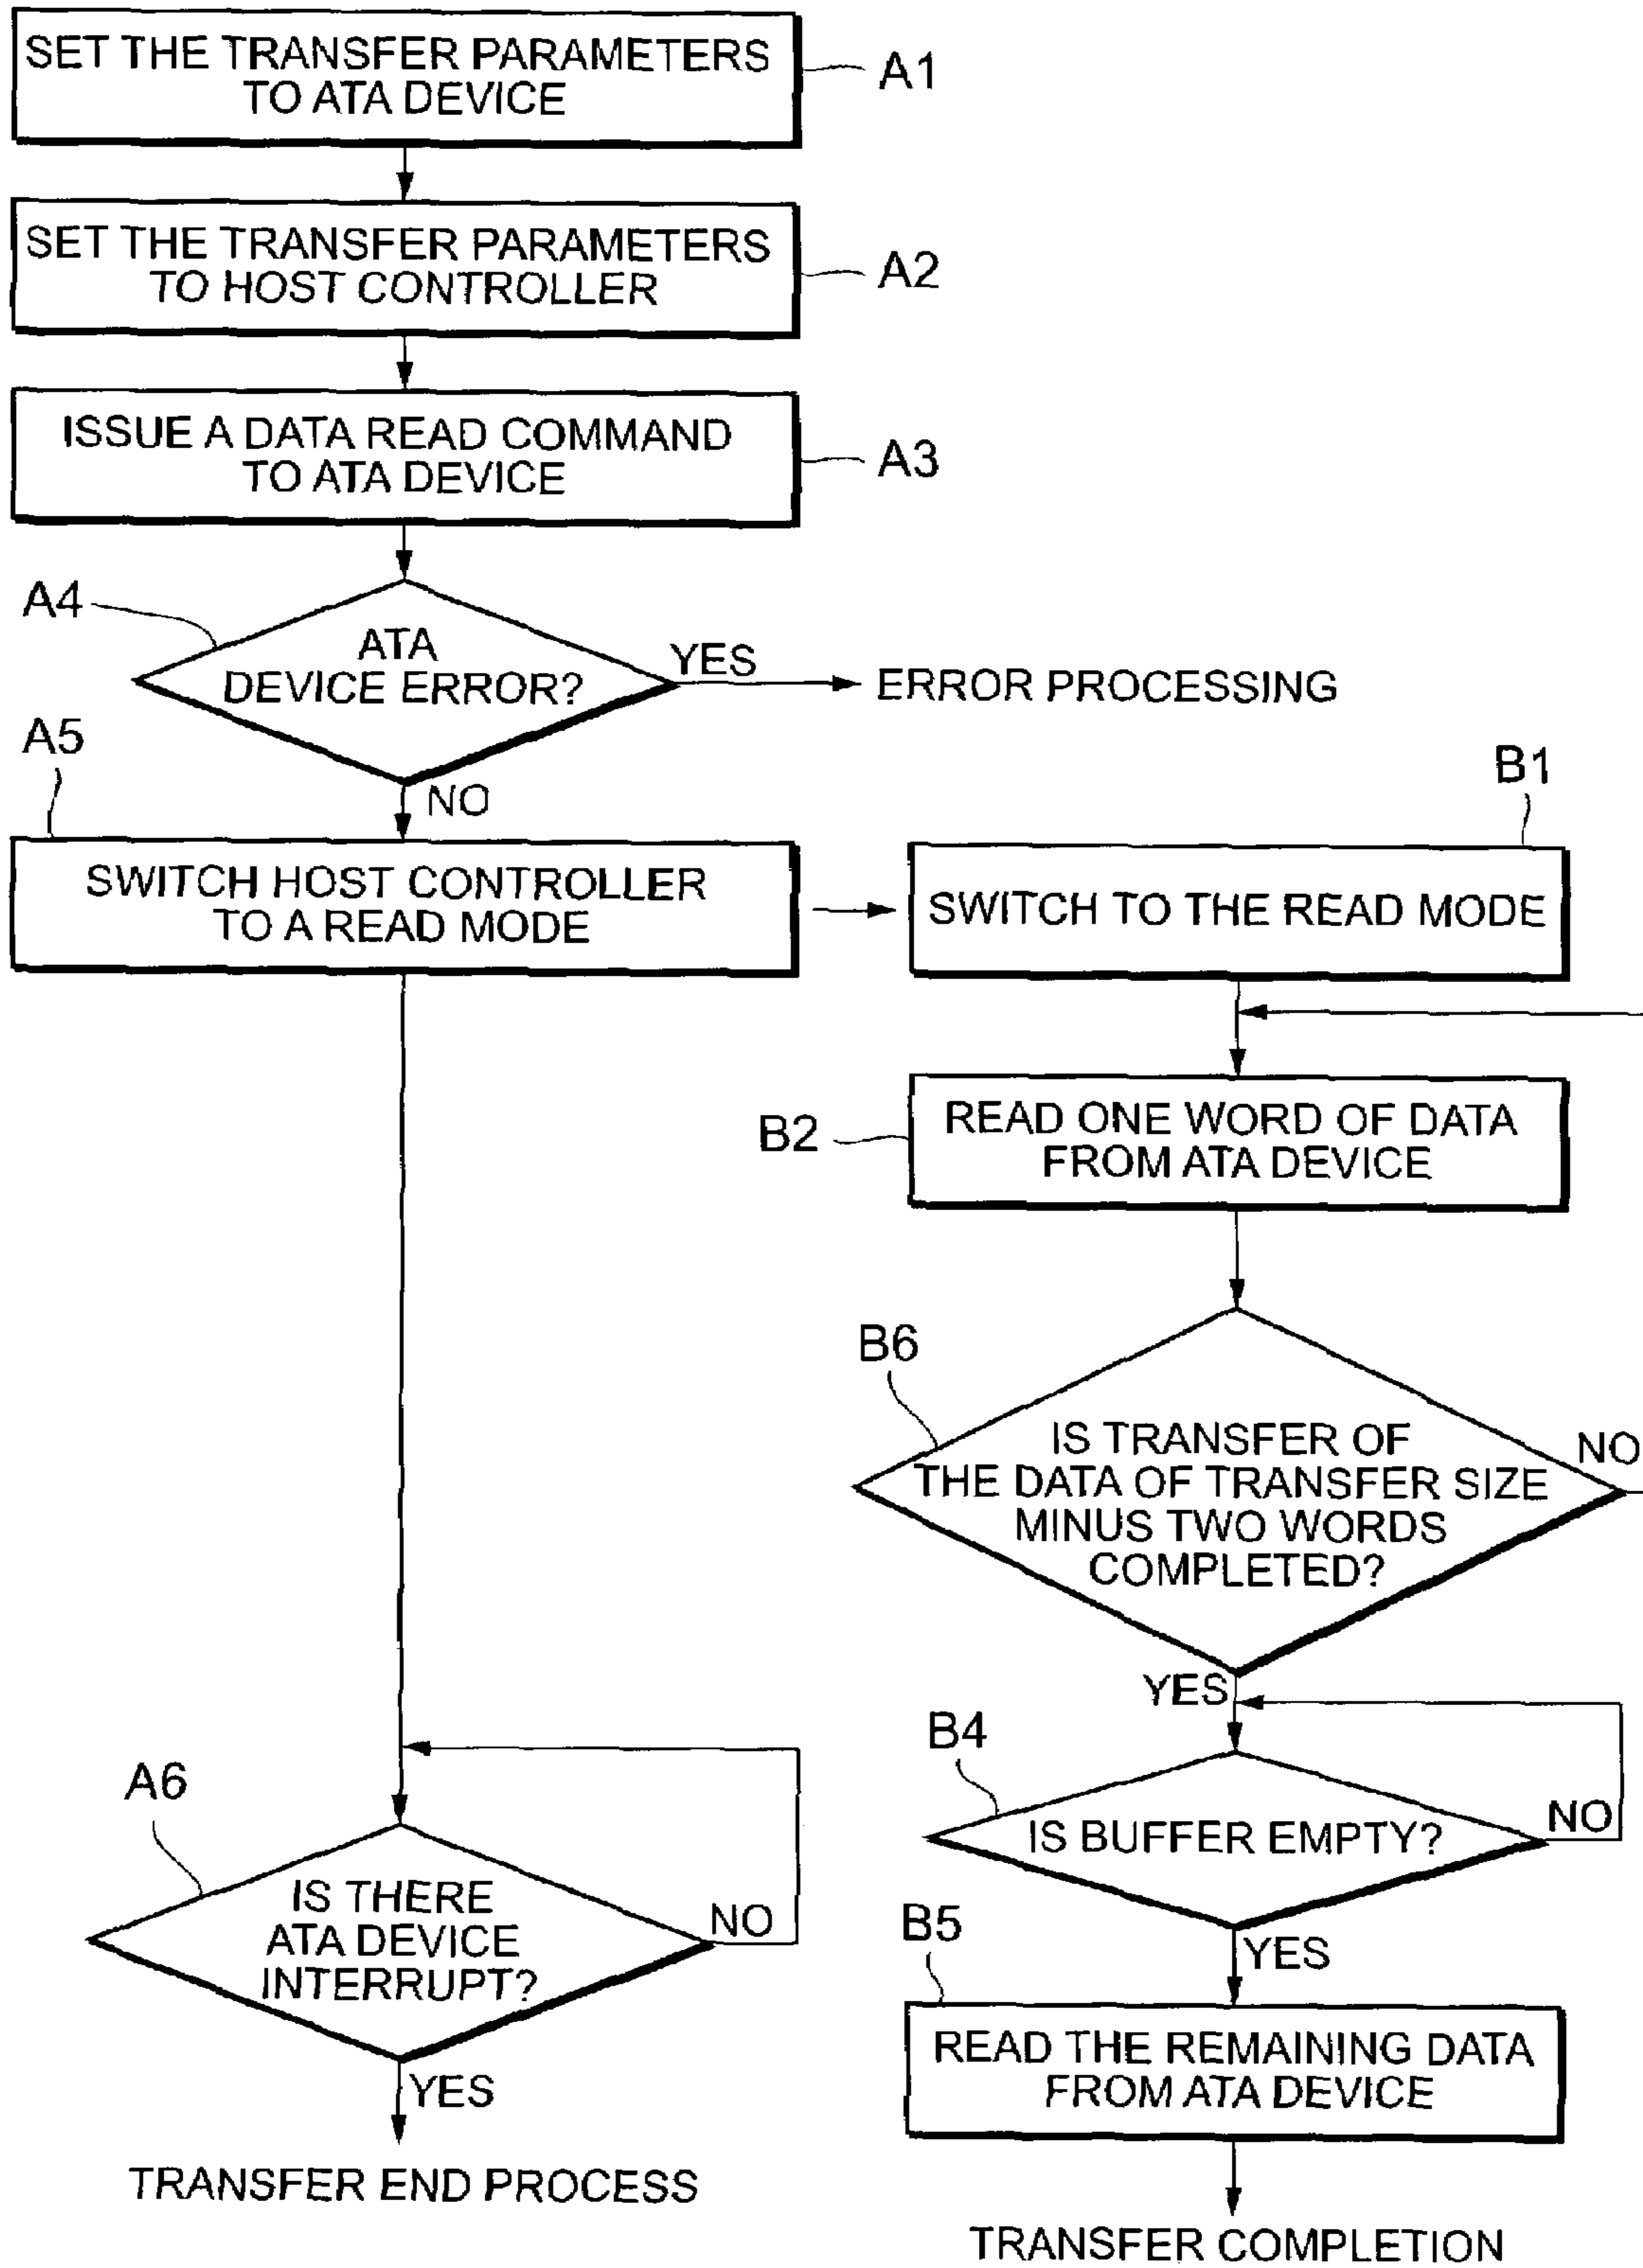 SET THE TRANSFER PARAMETERS
TO ATA DEVICE
A1
SET THE TRANSFER PARAMETERS
TO HOST CONTROLLER
A2
ISSUE A DATA READ COMMAND
TO ATA DEVICE
A3
A4
ATA
DEVICE ERROR?
YES
ERROR PROCESSING
NO
A5
SWITCH HOST CONTROLLER
TO A READ MODE
B1
SWITCH TO THE READ MODE
B2
READ ONE WORD OF DATA
FROM ATA DEVICE
B6
IS TRANSFER OF
THE DATA OF TRANSFER SIZE
MINUS TWO WORDS
COMPLETED?
NO
YES
B4
IS BUFFER EMPTY?
NO
YES
A6
IS THERE
ATA DEVICE
INTERRUPT?
NO
YES
TRANSFER END PROCESS
B5
READ THE REMAINING DATA
FROM ATA DEVICE
TRANSFER COMPLETION